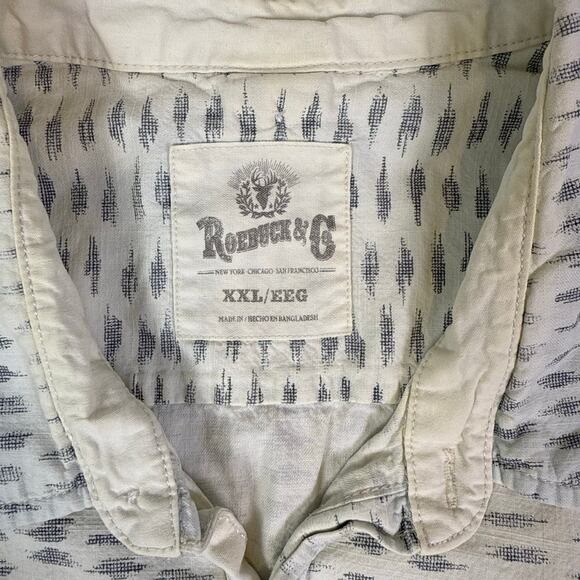 ROEBUCK & Co
NEW YORK · CHICAGO · SAN FRANCISCO
XXL/EEG
MADE IN / HECHO EN BANGLADESH